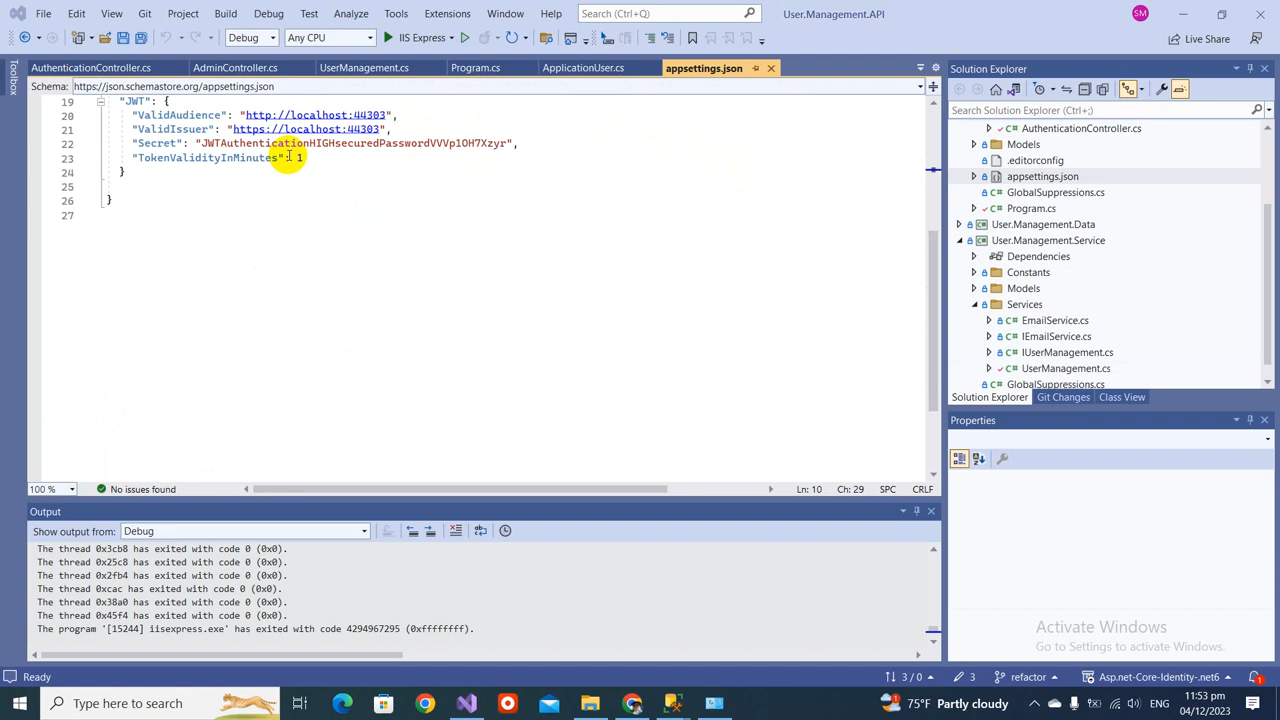 File Edit View Git Project Build Debug Test Analyze Tools Extensions Window Help Search (Ctrl+Q) User.Management.API SM
Debug Any CPU IIS Express Live Share
AuthenticationController.cs AdminController.cs UserManagement.cs Program.cs ApplicationUser.cs appsettings.json
Toolbox
Schema: https://json.schemastore.org/appsettings.json
19 "JWT": {
20 "ValidAudience": "http://localhost:44303",
21 "ValidIssuer": "https://localhost:44303",
22 "Secret": "JWTAuthenticationHIGHsecuredPasswordVVVp1OH7Xzyr",
23 "TokenValidityInMinutes": 1
24 }
25
26 }
27
100 % No issues found Ln: 10 Ch: 29 SPC CRLF
Output
Show output from: Debug
The thread 0x3cb8 has exited with code 0 (0x0).
The thread 0x25c8 has exited with code 0 (0x0).
The thread 0x2fb4 has exited with code 0 (0x0).
The thread 0xcac has exited with code 0 (0x0).
The thread 0x38a0 has exited with code 0 (0x0).
The thread 0x45f4 has exited with code 0 (0x0).
The program '[15244] iisexpress.exe' has exited with code 4294967295 (0xffffffff).
Solution Explorer
Search Solution Explorer (Ctrl+;)
AuthenticationController.cs
Models
.editorconfig
appsettings.json
GlobalSuppressions.cs
Program.cs
User.Management.Data
User.Management.Service
Dependencies
Constants
Models
Services
EmailService.cs
IEmailService.cs
IUserManagement.cs
UserManagement.cs
GlobalSuppressions.cs
Solution Explorer Git Changes Class View
Properties
Activate Windows
Go to Settings to activate Windows.
Ready 3 / 0 3 refactor Asp.net-Core-Identity-.net6 1
Type here to search 75°F Partly cloudy 11:53 pm
04/12/2023